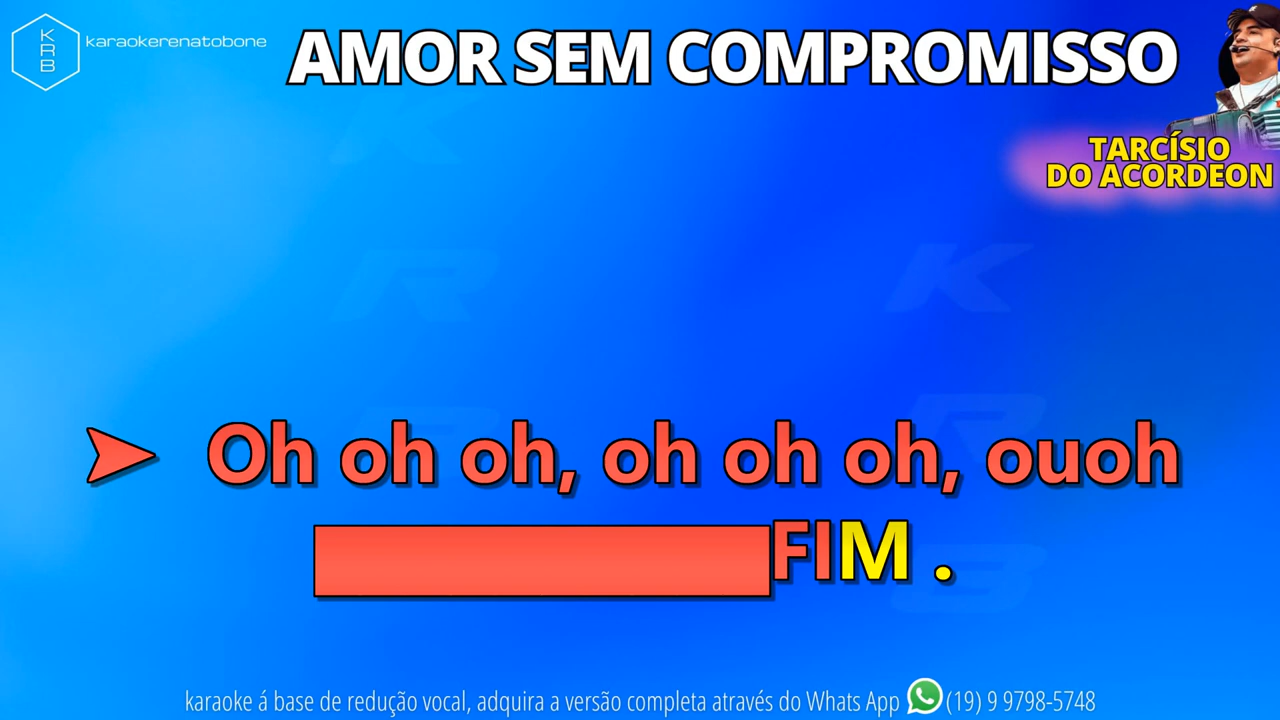 KRB
karaokerenatobone
AMOR SEM COMPROMISSO
TARCÍSIO
DO ACORDEON
K
R
K
R
R
B
➤ Oh oh oh, oh oh oh, ouoh
FIM .
karaoke á base de redução vocal, adquira a versão completa através do Whats App (19) 9 9798-5748